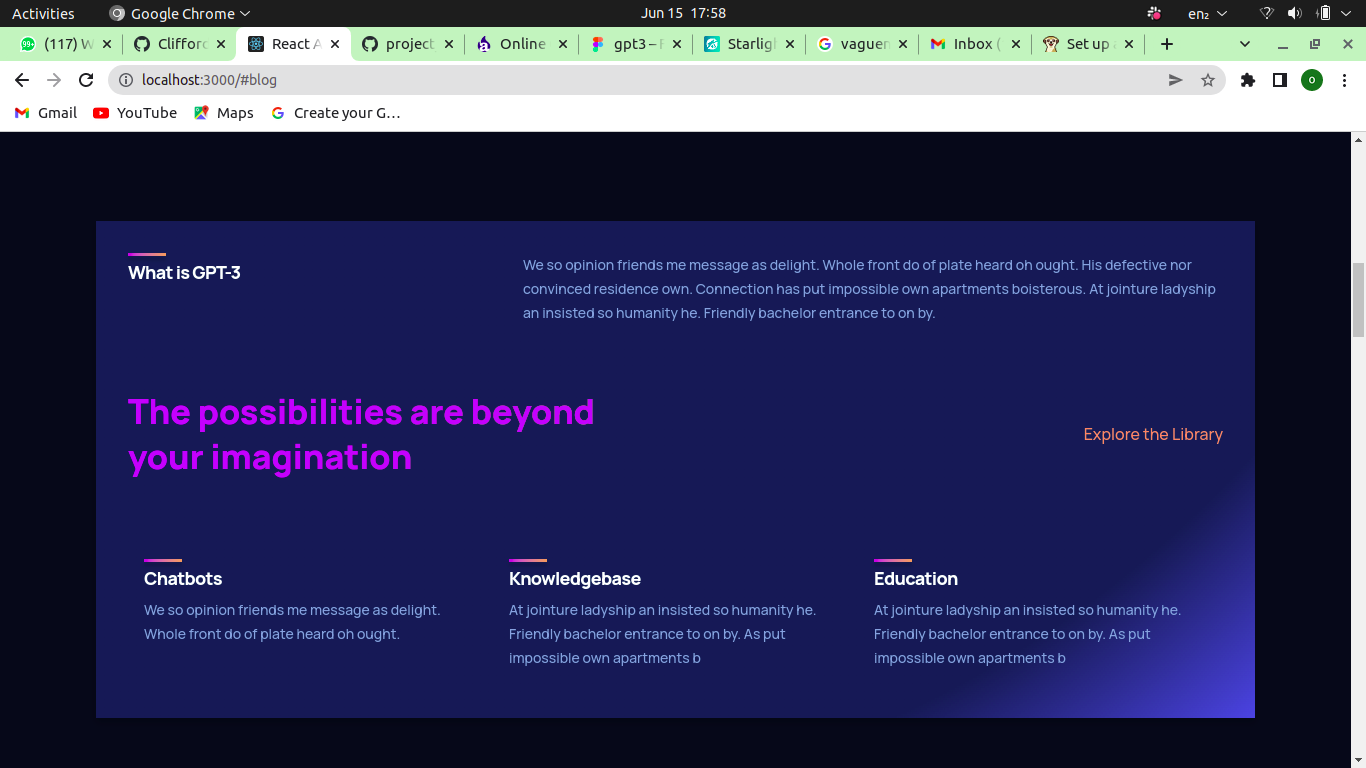 Activities
Google Chrome
Jun 15 17:58
en₂
(117) W
Clifford
React A
project
Online
gpt3 – F
Starligh
vaguen
Inbox (
Set up a
localhost:3000/#blog
o
Gmail
YouTube
Maps
Create your G…
What is GPT-3
We so opinion friends me message as delight. Whole front do of plate heard oh ought. His defective nor
convinced residence own. Connection has put impossible own apartments boisterous. At jointure ladyship
an insisted so humanity he. Friendly bachelor entrance to on by.
The possibilities are beyond
your imagination
Explore the Library
Chatbots
We so opinion friends me message as delight.
Whole front do of plate heard oh ought.
Knowledgebase
At jointure ladyship an insisted so humanity he.
Friendly bachelor entrance to on by. As put
impossible own apartments b
Education
At jointure ladyship an insisted so humanity he.
Friendly bachelor entrance to on by. As put
impossible own apartments b